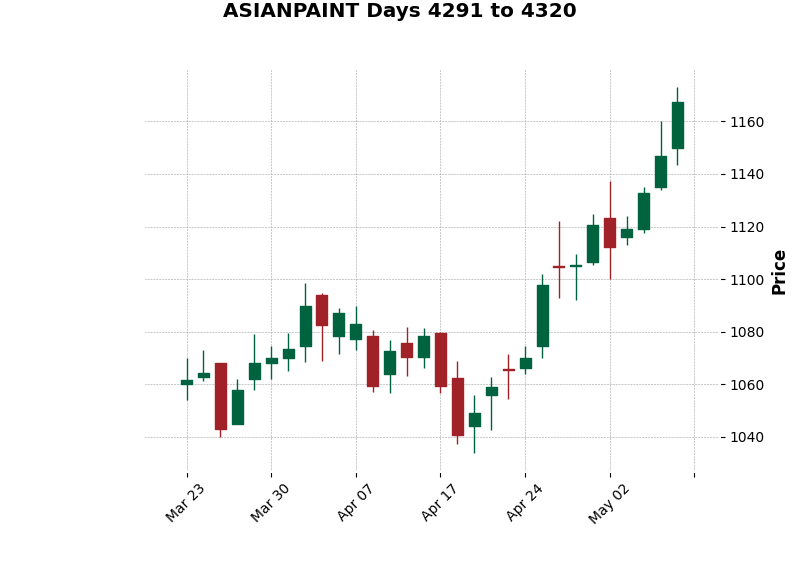 ASIANPAINT Days 4291 to 4320
1160
1140
1120
1100
1080
1060
1040
Price
Mar 23
Mar 30
Apr 07
Apr 17
Apr 24
May 02